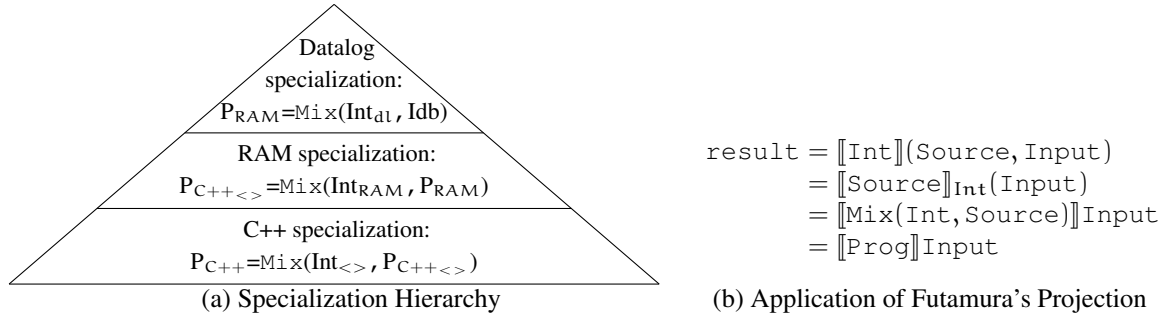 Datalog
specialization:
P_RAM=Mix(Int_dl, Idb)
RAM specialization:
P_C++<>=Mix(Int_RAM, P_RAM)
C++ specialization:
P_C++=Mix(Int_<>, P_C++<>)
(a) Specialization Hierarchy
result = ⟦Int⟧(Source, Input)
= ⟦Source⟧_Int(Input)
= ⟦Mix(Int, Source)⟧Input
= ⟦Prog⟧Input
(b) Application of Futamura's Projection